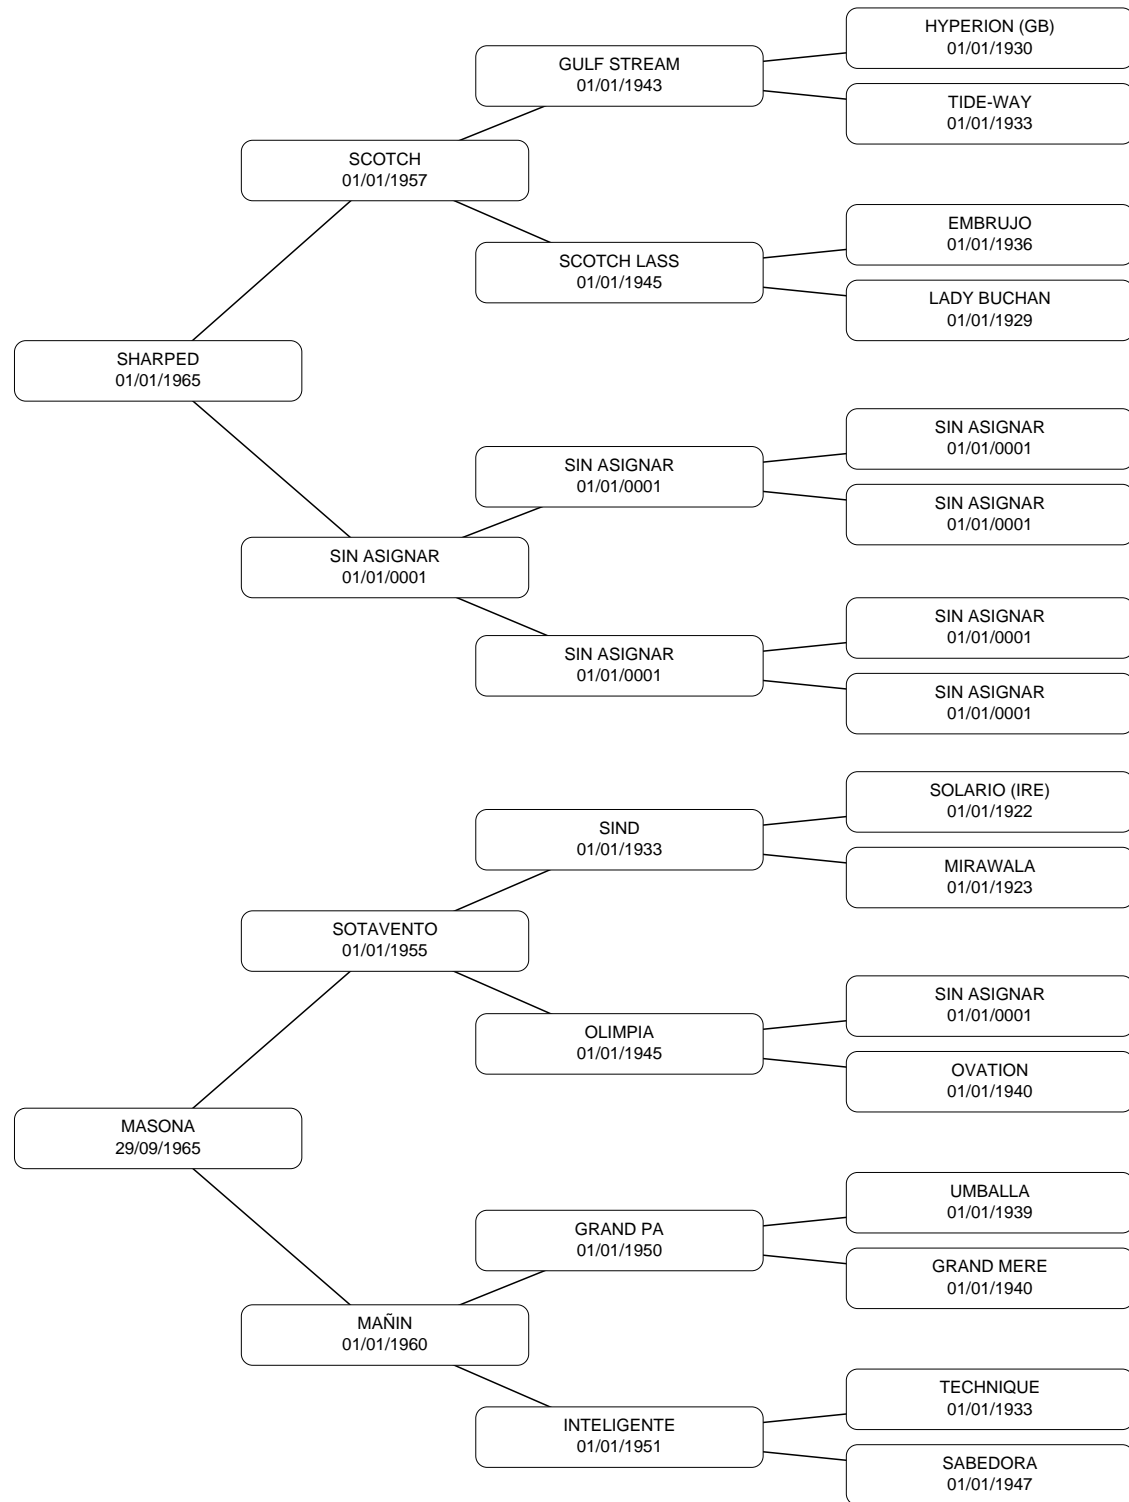 HYPERION (GB)
01/01/1930
GULF STREAM
01/01/1943
TIDE-WAY
01/01/1933
SCOTCH
01/01/1957
EMBRUJO
01/01/1936
SCOTCH LASS
01/01/1945
LADY BUCHAN
01/01/1929
SHARPED
01/01/1965
SIN ASIGNAR
01/01/0001
SIN ASIGNAR
01/01/0001
SIN ASIGNAR
01/01/0001
SIN ASIGNAR
01/01/0001
SIN ASIGNAR
01/01/0001
SIN ASIGNAR
01/01/0001
SIN ASIGNAR
01/01/0001
SOLARIO (IRE)
01/01/1922
SIND
01/01/1933
MIRAWALA
01/01/1923
SOTAVENTO
01/01/1955
SIN ASIGNAR
01/01/0001
OLIMPIA
01/01/1945
OVATION
01/01/1940
MASONA
29/09/1965
UMBALLA
01/01/1939
GRAND PA
01/01/1950
GRAND MERE
01/01/1940
MAÑIN
01/01/1960
TECHNIQUE
01/01/1933
INTELIGENTE
01/01/1951
SABEDORA
01/01/1947